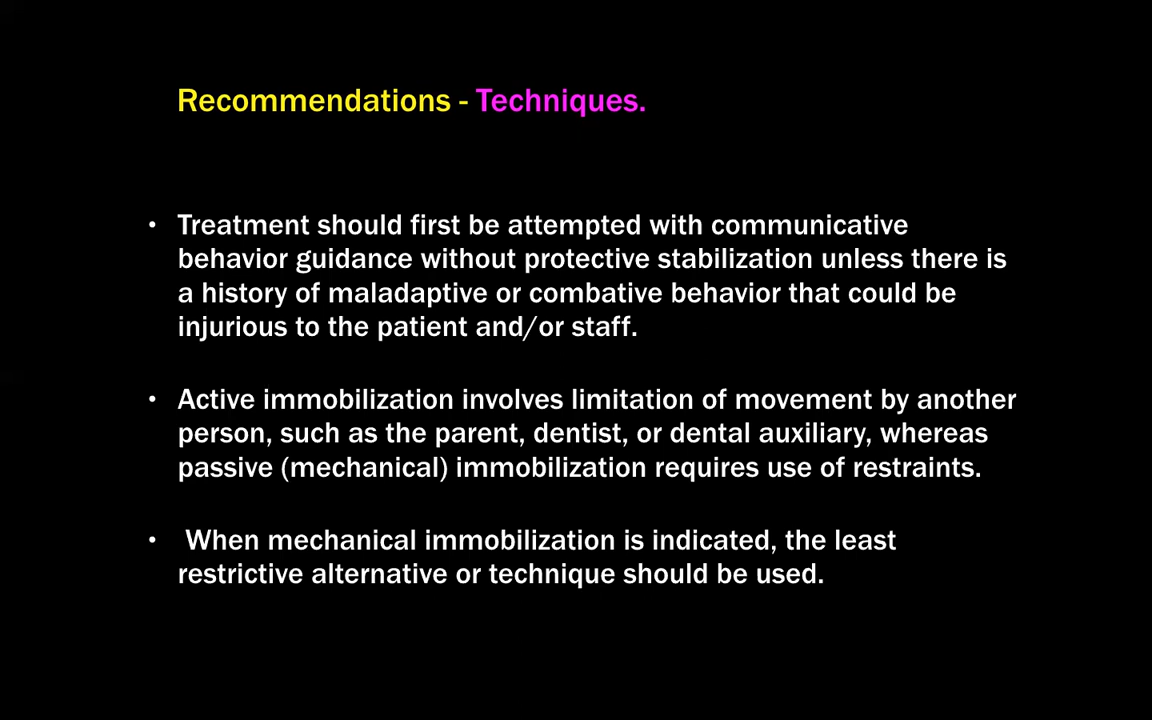 Recommendations - Techniques.
• Treatment should first be attempted with communicative
behavior guidance without protective stabilization unless there is
a history of maladaptive or combative behavior that could be
injurious to the patient and/or staff.
• Active immobilization involves limitation of movement by another
person, such as the parent, dentist, or dental auxiliary, whereas
passive (mechanical) immobilization requires use of restraints.
• When mechanical immobilization is indicated, the least
restrictive alternative or technique should be used.